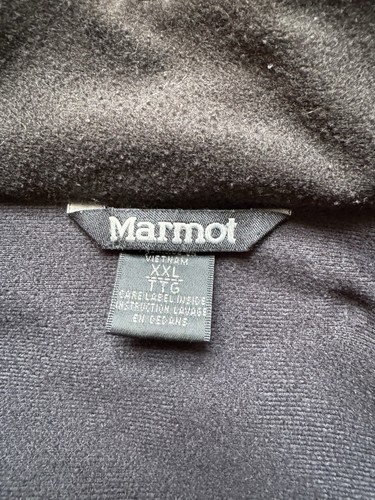 Marmot
VIETNAM
XXL
TTG
CARE LABEL INSIDE
INSTRUCTION LAVAGE
EN DEDANS